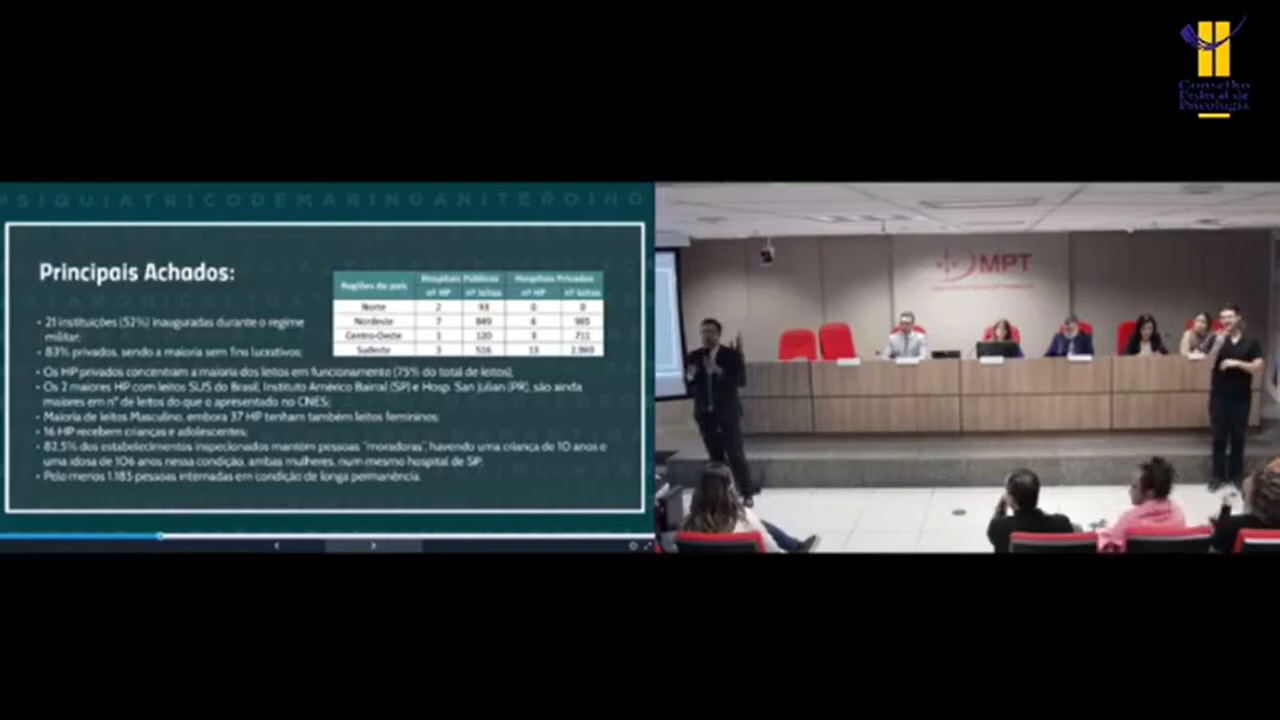 Conselho
Federal de
Psicologia
PSIQUIATRICODEMARINGANITEROIHO
Principais Achados:
Regiões do país Hospitais Públicos Hospitais Privados
nº HP nº leitos nº HP nº leitos
Norte 2 93 0 0
Nordeste 7 849 6 985
Centro-Oeste 1 120 9 711
Sudeste 3 516 13 2.969
• 21 instituições (52%) inauguradas durante o regime
militar;
• 83% privados, sendo a maioria sem fins lucrativos;
• Os HP privados concentram a maioria dos leitos em funcionamento (75% do total de leitos);
• Os 2 maiores HP com leitos SUS do Brasil, Instituto Américo Bairral (SP) e Hosp. San Julian (PR), são ainda
maiores em nº de leitos do que o apresentado no CNES;
• Maioria de leitos Masculino, embora 37 HP tenham também leitos femininos;
• 16 HP recebem crianças e adolescentes;
• 82,5% dos estabelecimentos inspecionados mantém pessoas "moradoras", havendo uma criança de 10 anos e
uma idosa de 106 anos nessa condição, ambas mulheres, num mesmo hospital de SP;
• Pelo menos 1.185 pessoas internadas em condição de longa permanência.
MPT